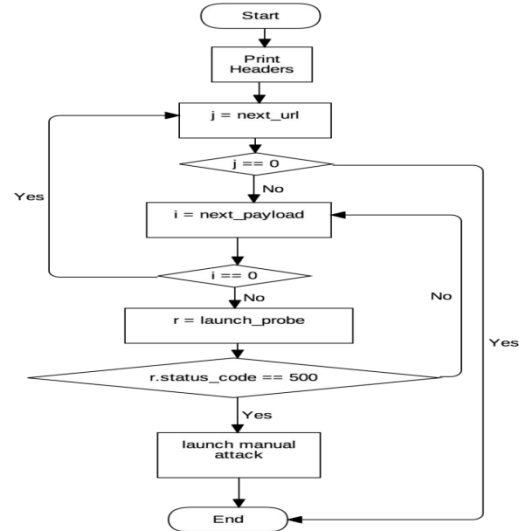 Start
Print
Headers
j = next_url
j == 0
No
Yes
i = next_payload
i == 0
No
No
Yes
r = launch_probe
r.status_code == 500
Yes
launch manual
attack
End